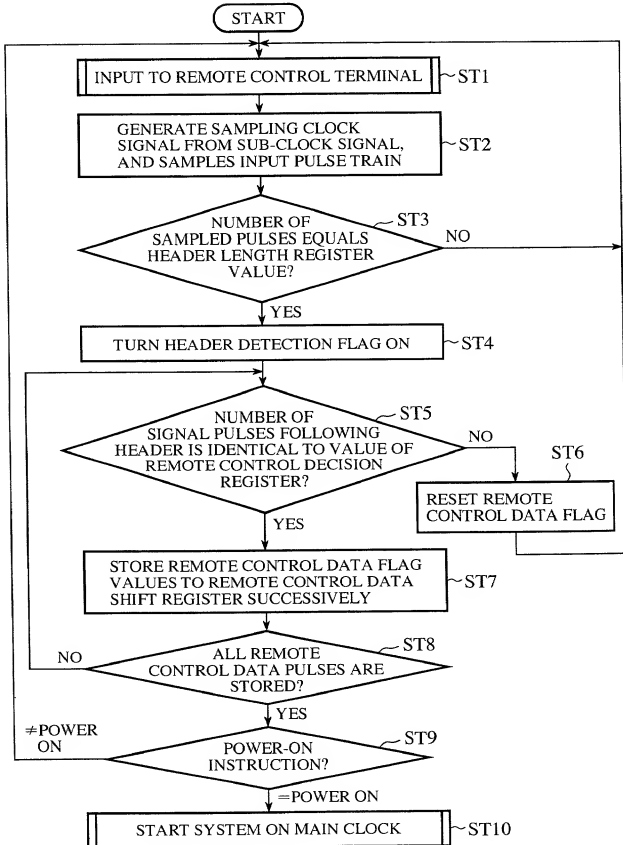 START
INPUT TO REMOTE CONTROL TERMINAL
ST1
GENERATE SAMPLING CLOCK
SIGNAL FROM SUB-CLOCK SIGNAL,
AND SAMPLES INPUT PULSE TRAIN
ST2
NUMBER OF
SAMPLED PULSES EQUALS
HEADER LENGTH REGISTER
VALUE?
ST3
NO
YES
TURN HEADER DETECTION FLAG ON
ST4
NUMBER OF
SIGNAL PULSES FOLLOWING
HEADER IS IDENTICAL TO VALUE OF
REMOTE CONTROL DECISION
REGISTER?
ST5
NO
ST6
RESET REMOTE
CONTROL DATA FLAG
YES
STORE REMOTE CONTROL DATA FLAG
VALUES TO REMOTE CONTROL DATA
SHIFT REGISTER SUCCESSIVELY
ST7
ALL REMOTE
CONTROL DATA PULSES ARE
STORED?
ST8
NO
YES
≠POWER
ON
POWER-ON
INSTRUCTION?
ST9
=POWER ON
START SYSTEM ON MAIN CLOCK
ST10